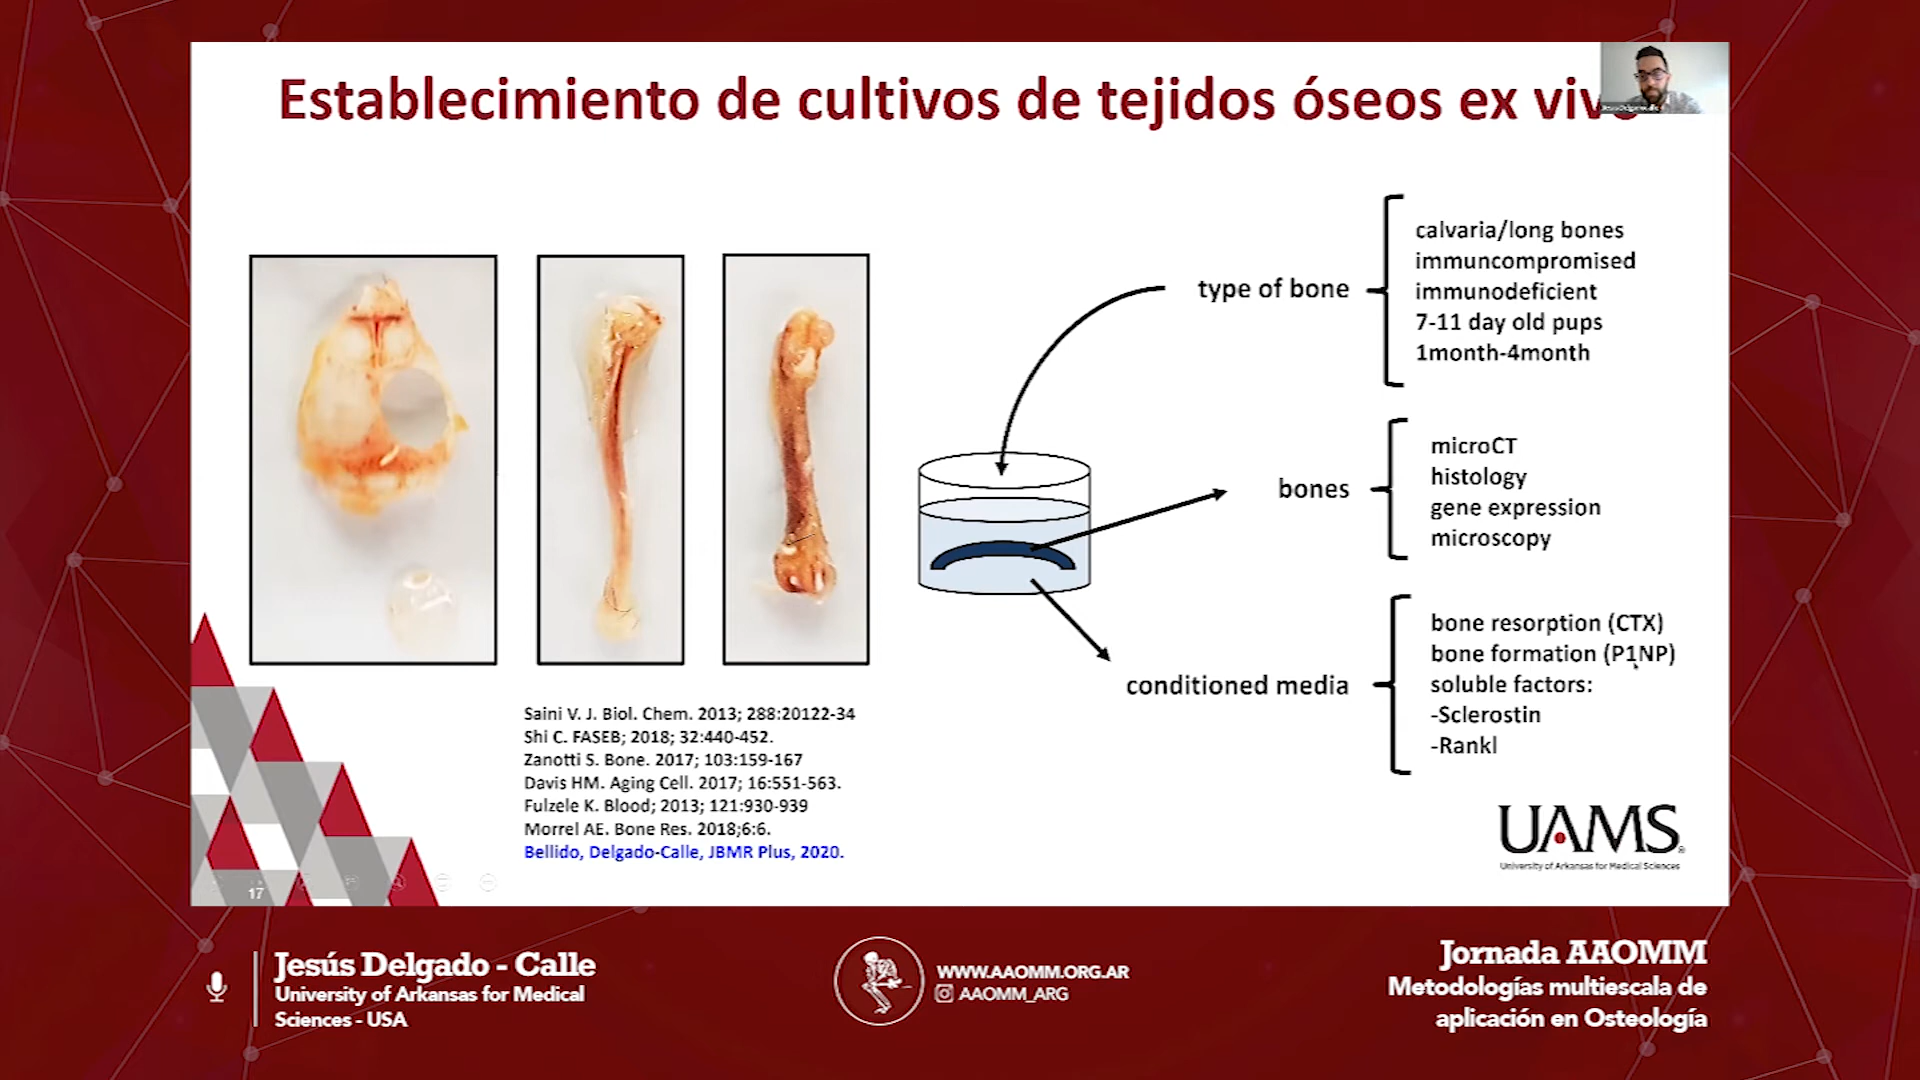 Establecimiento de cultivos de tejidos óseos ex vivo
type of bone
calvaria/long bones
immuncompromised
immunodeficient
7-11 day old pups
1month-4month
bones
microCT
histology
gene expression
microscopy
conditioned media
bone resorption (CTX)
bone formation (P1NP)
soluble factors:
-Sclerostin
-Rankl
Saini V. J. Biol. Chem. 2013; 288:20122-34
Shi C. FASEB; 2018; 32:440-452.
Zanotti S. Bone. 2017; 103:159-167
Davis HM. Aging Cell. 2017; 16:551-563.
Fulzele K. Blood; 2013; 121:930-939
Morrel AE. Bone Res. 2018;6:6.
Bellido, Delgado-Calle, JBMR Plus, 2020.
UAMS
University of Arkansas for Medical Sciences
17
Jesús Delgado - Calle
University of Arkansas for Medical
Sciences - USA
WWW.AAOMM.ORG.AR
AAOMM_ARG
Jornada AAOMM
Metodologías multiescala de
aplicación en Osteología